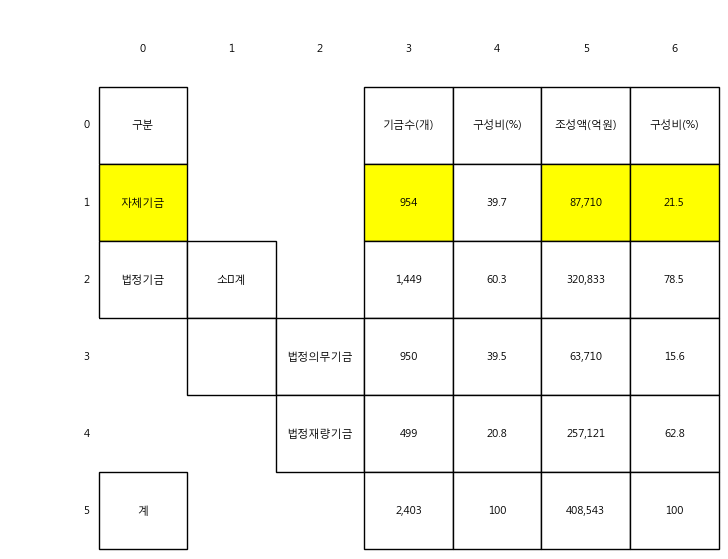 0 1 2 3 4 5 6
0 구분 기금수(개) 구성비(%) 조성액(억원) 구성비(%)
1 자체기금 954 39.7 87,710 21.5
2 법정기금 소▯계 1,449 60.3 320,833 78.5
3 법정의무기금 950 39.5 63,710 15.6
4 법정재량기금 499 20.8 257,121 62.8
5 계 2,403 100 408,543 100